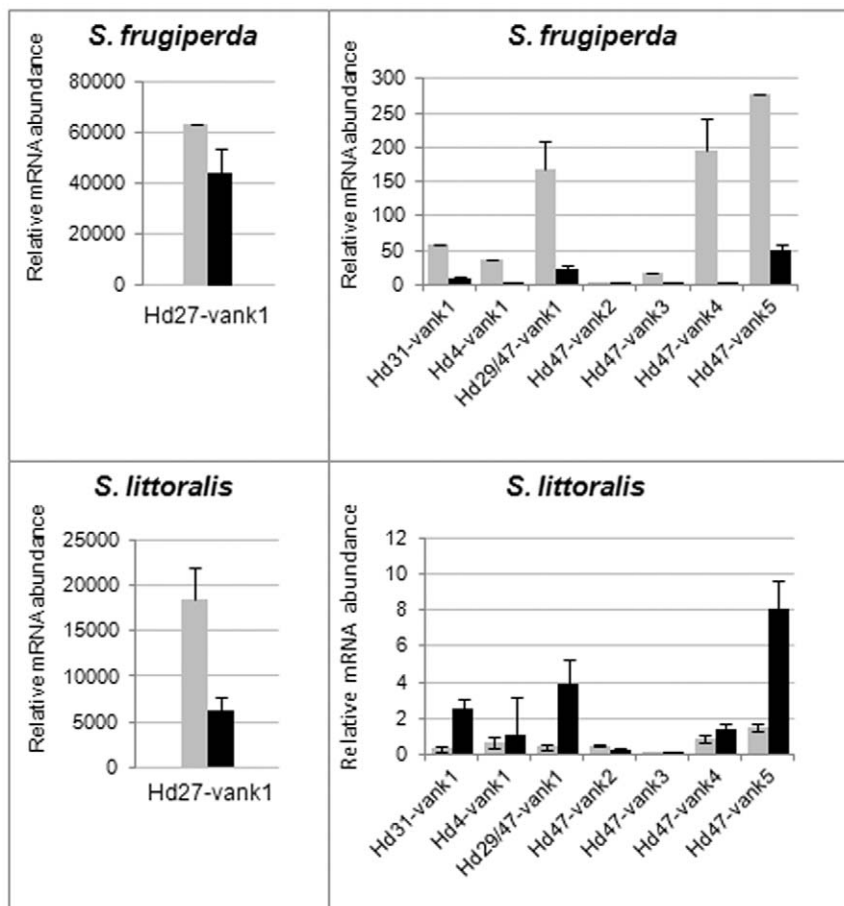 S. frugiperda
Relative mRNA abundance
80000
60000
40000
20000
0
Hd27-vank1
S. frugiperda
Relative mRNA abundance
300
250
200
150
100
50
0
Hd31-vank1
Hd4-vank1
Hd29/47-vank1
Hd47-vank2
Hd47-vank3
Hd47-vank4
Hd47-vank5
S. littoralis
Relative mRNA abundance
25000
20000
15000
10000
5000
0
Hd27-vank1
S. littoralis
Relative mRNA abundance
12
10
8
6
4
2
0
Hd31-vank1
Hd4-vank1
Hd29/47-vank1
Hd47-vank2
Hd47-vank3
Hd47-vank4
Hd47-vank5